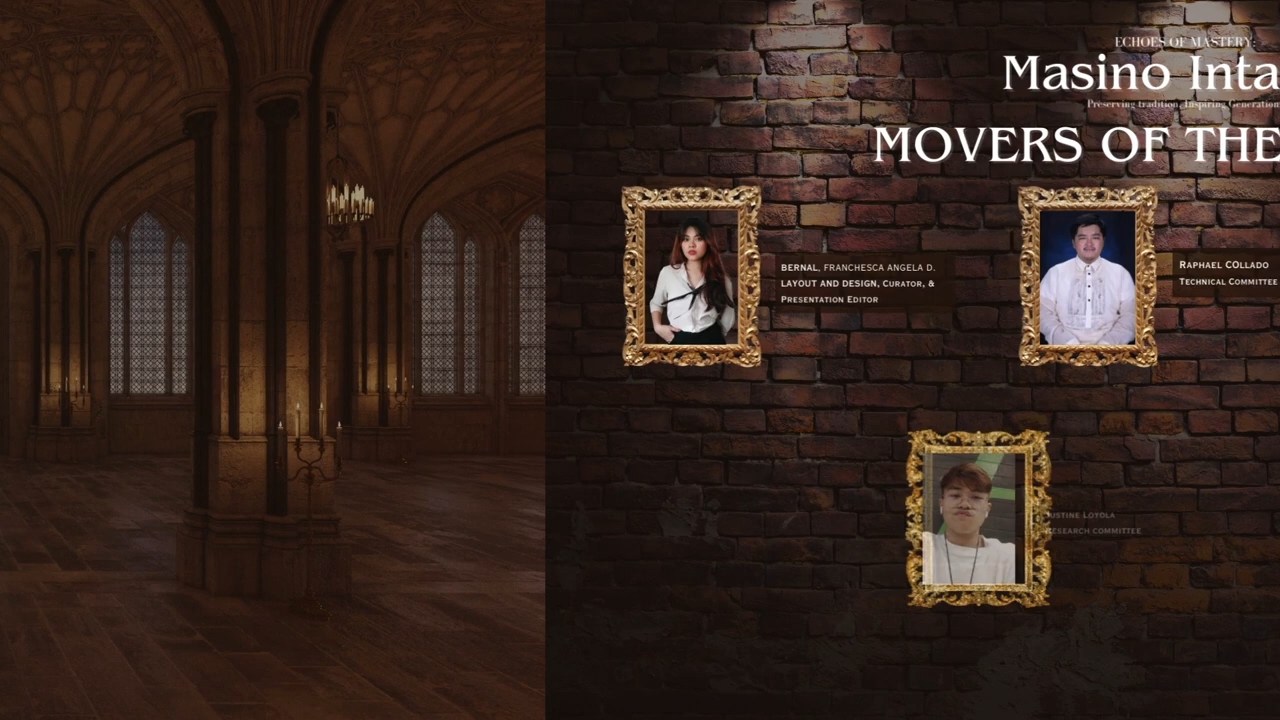 ECHOES OF MASTERY:
Masino Inta
Preserving tradition, Inspiring Generation
MOVERS OF THE
BERNAL, FRANCHESCA ANGELA D.
LAYOUT AND DESIGN, Curator, &
Presentation Editor
Raphael COllado
Technical Committee
ustine Loyola
esearch committee